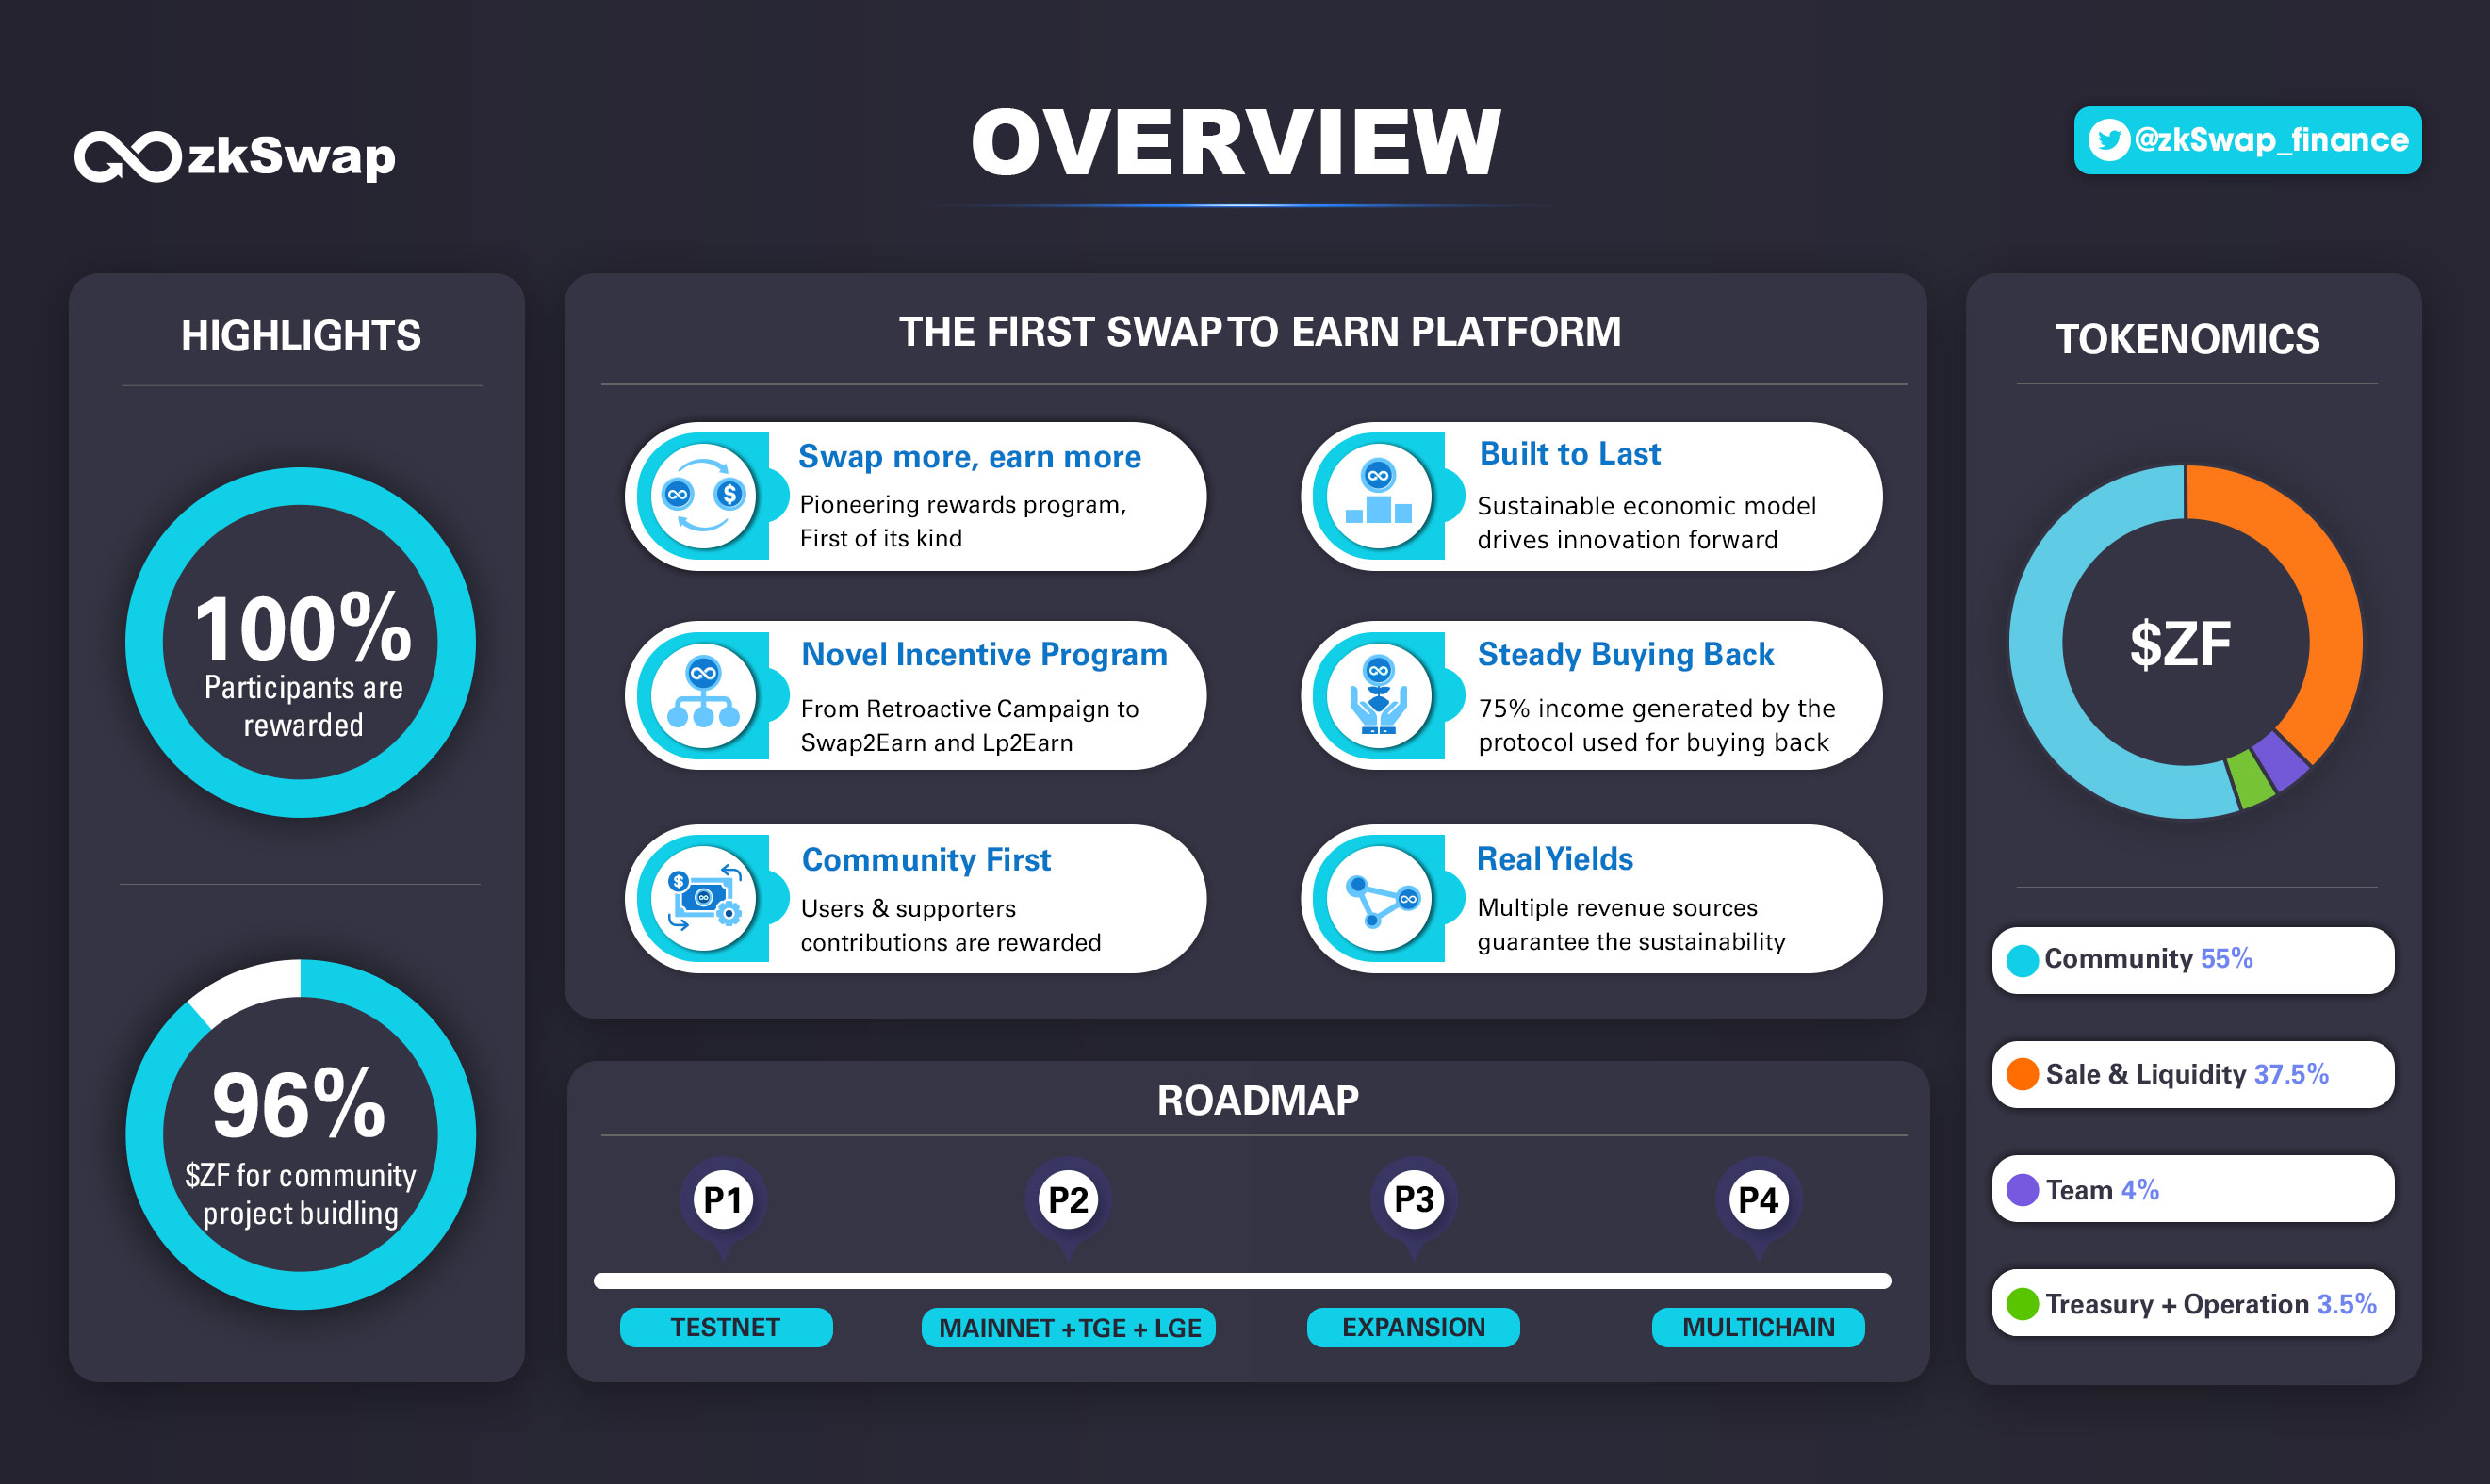 zkSwap
OVERVIEW
@zkSwap_finance
HIGHLIGHTS
100%
Participants are
rewarded
96%
$ZF for community
project buidling
THE FIRST SWAP TO EARN PLATFORM
Swap more, earn more
Pioneering rewards program,
First of its kind
Built to Last
Sustainable economic model
drives innovation forward
Novel Incentive Program
From Retroactive Campaign to
Swap2Earn and Lp2Earn
Steady Buying Back
75% income generated by the
protocol used for buying back
Community First
Users & supporters
contributions are rewarded
Real Yields
Multiple revenue sources
guarantee the sustainability
ROADMAP
P1
P2
P3
P4
TESTNET
MAINNET + TGE + LGE
EXPANSION
MULTICHAIN
TOKENOMICS
$ZF
Community 55%
Sale & Liquidity 37.5%
Team 4%
Treasury + Operation 3.5%